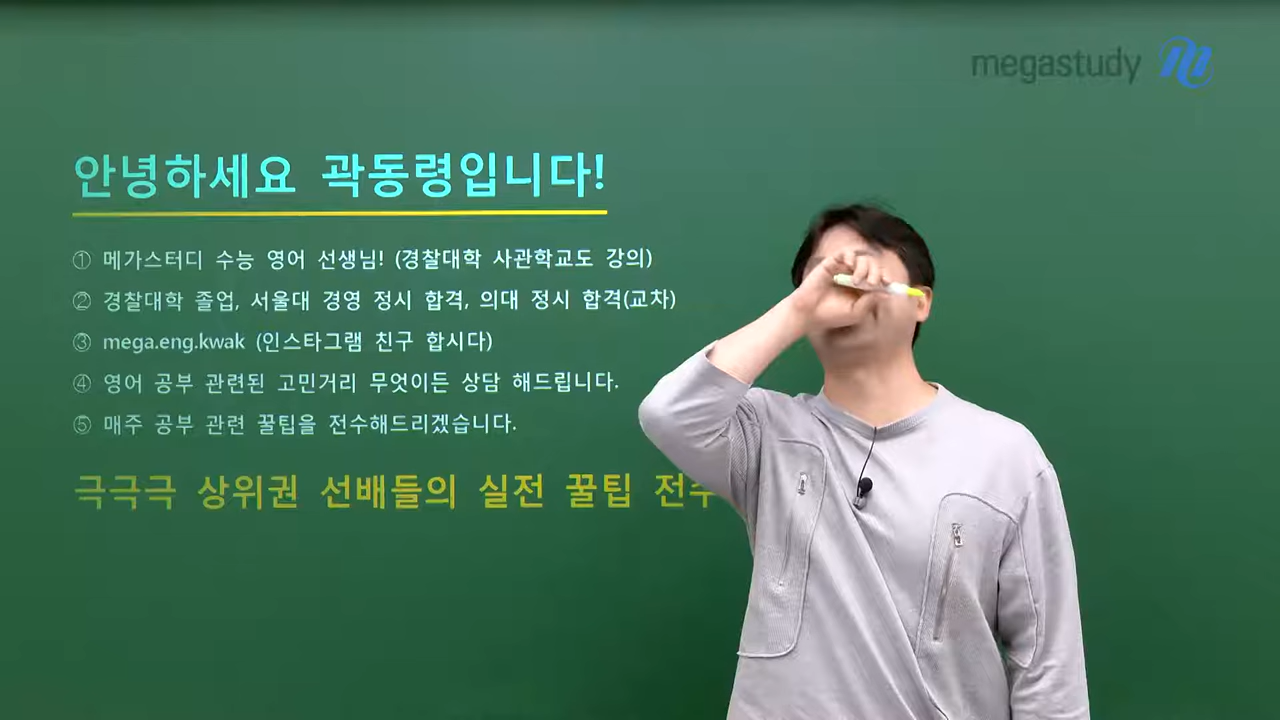 megastudy
안녕하세요 곽동령입니다!
① 메가스터디 수능 영어 선생님! (경찰대학 사관학교도 강의)
② 경찰대학 졸업, 서울대 경영 정시 합격, 의대 정시 합격(교차)
③ mega.eng.kwak (인스타그램 친구 합시다)
④ 영어 공부 관련된 고민거리 무엇이든 상담 해드립니다.
⑤ 매주 공부 관련 꿀팁을 전수해드리겠습니다.
극극극 상위권 선배들의 실전 꿀팁 전수